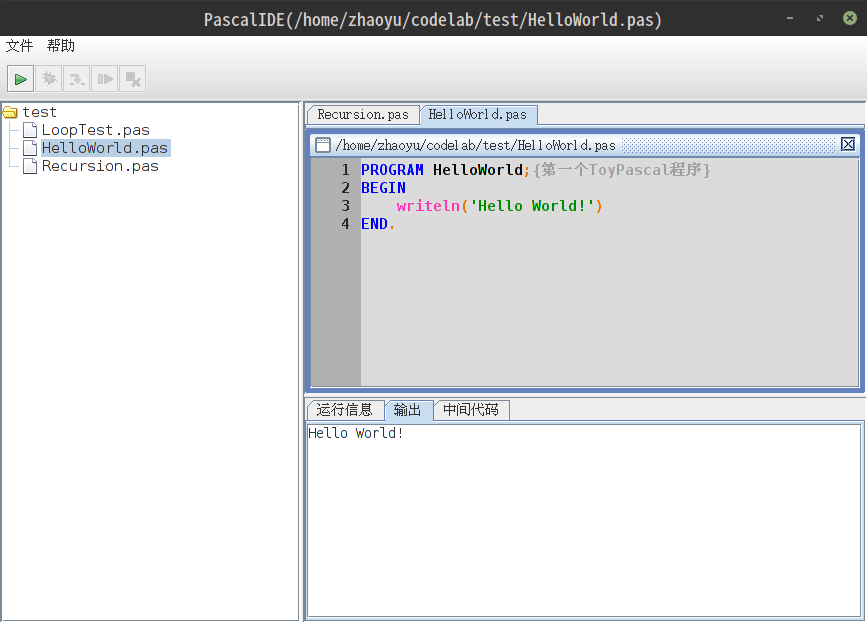 PascalIDE(/home/zhaoyu/codelab/test/HelloWorld.pas)
文件 帮助
test
LoopTest.pas
HelloWorld.pas
Recursion.pas
Recursion.pas HelloWorld.pas
/home/zhaoyu/codelab/test/HelloWorld.pas
1 PROGRAM HelloWorld;{第一个ToyPascal程序}
2 BEGIN
3     writeln('Hello World!')
4 END.
运行信息 输出 中间代码
Hello World!